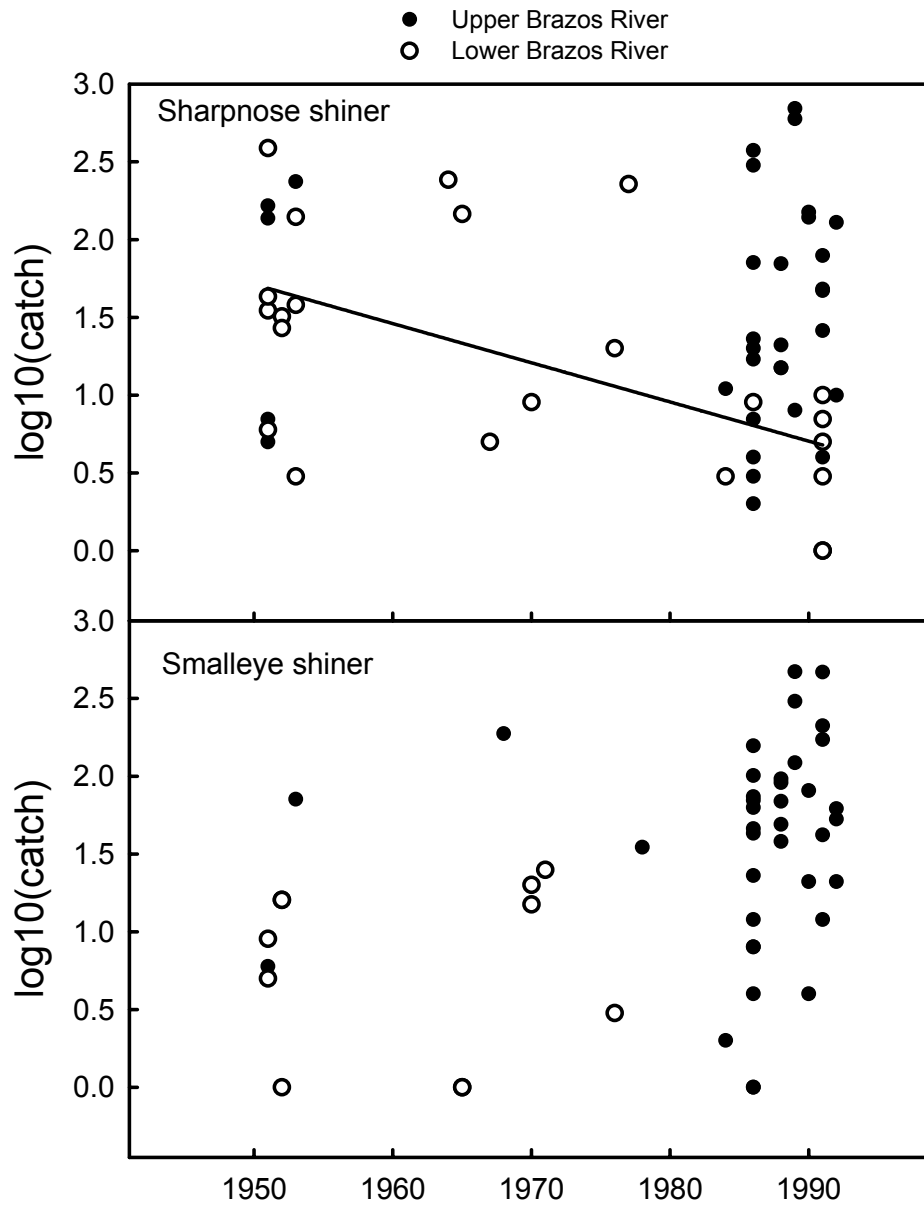 Upper Brazos River
Lower Brazos River
3.0
Sharpnose shiner
2.5
2.0
1.5
1.0
0.5
0.0
log10(catch)
3.0
Smalleye shiner
2.5
2.0
1.5
1.0
0.5
0.0
log10(catch)
1950 1960 1970 1980 1990